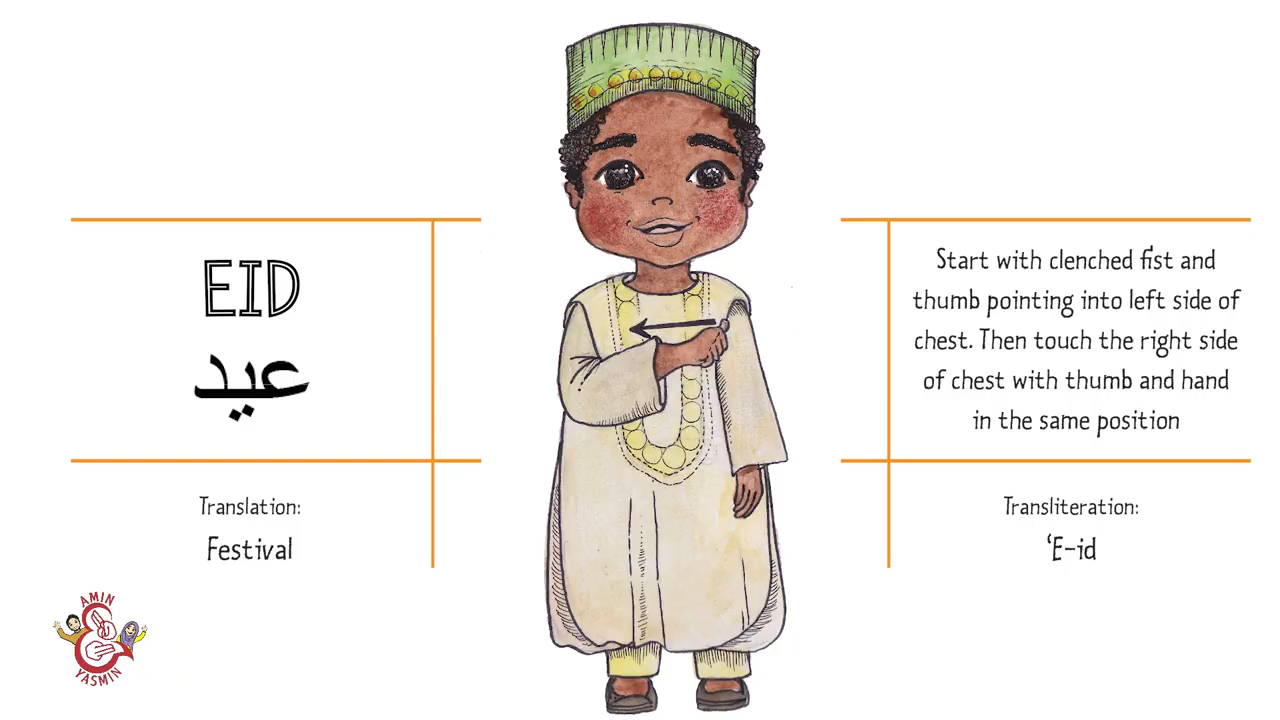 EID
عيد
Translation:
Festival
Start with clenched fist and
thumb pointing into left side of
chest. Then touch the right side
of chest with thumb and hand
in the same position
Transliteration:
‘E-id
AMIN
YASMIN